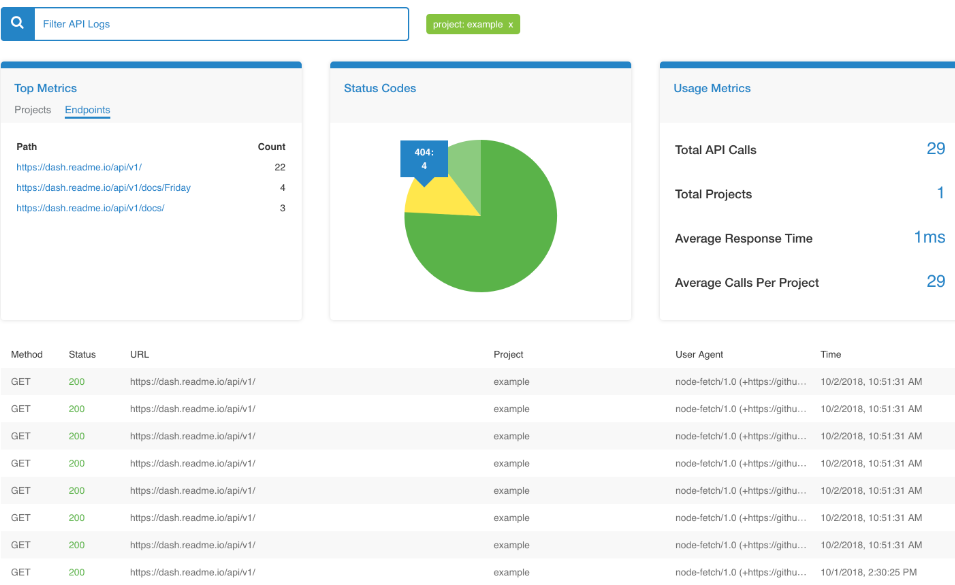 Filter API Logs
project: example x
Top Metrics
Projects Endpoints
Path Count
https://dash.readme.io/api/v1/ 22
https://dash.readme.io/api/v1/docs/Friday 4
https://dash.readme.io/api/v1/docs/ 3
Status Codes
404:
4
Usage Metrics
Total API Calls 29
Total Projects 1
Average Response Time 1ms
Average Calls Per Project 29
Method Status URL Project User Agent Time
GET 200 https://dash.readme.io/api/v1/ example node-fetch/1.0 (+https://githu… 10/2/2018, 10:51:31 AM
GET 200 https://dash.readme.io/api/v1/ example node-fetch/1.0 (+https://githu… 10/2/2018, 10:51:31 AM
GET 200 https://dash.readme.io/api/v1/ example node-fetch/1.0 (+https://githu… 10/2/2018, 10:51:31 AM
GET 200 https://dash.readme.io/api/v1/ example node-fetch/1.0 (+https://githu… 10/2/2018, 10:51:31 AM
GET 200 https://dash.readme.io/api/v1/ example node-fetch/1.0 (+https://githu… 10/2/2018, 10:51:31 AM
GET 200 https://dash.readme.io/api/v1/ example node-fetch/1.0 (+https://githu… 10/2/2018, 10:51:31 AM
GET 200 https://dash.readme.io/api/v1/ example node-fetch/1.0 (+https://githu… 10/2/2018, 10:51:31 AM
GET 200 https://dash.readme.io/api/v1/ example node-fetch/1.0 (+https://githu… 10/1/2018, 2:30:25 PM